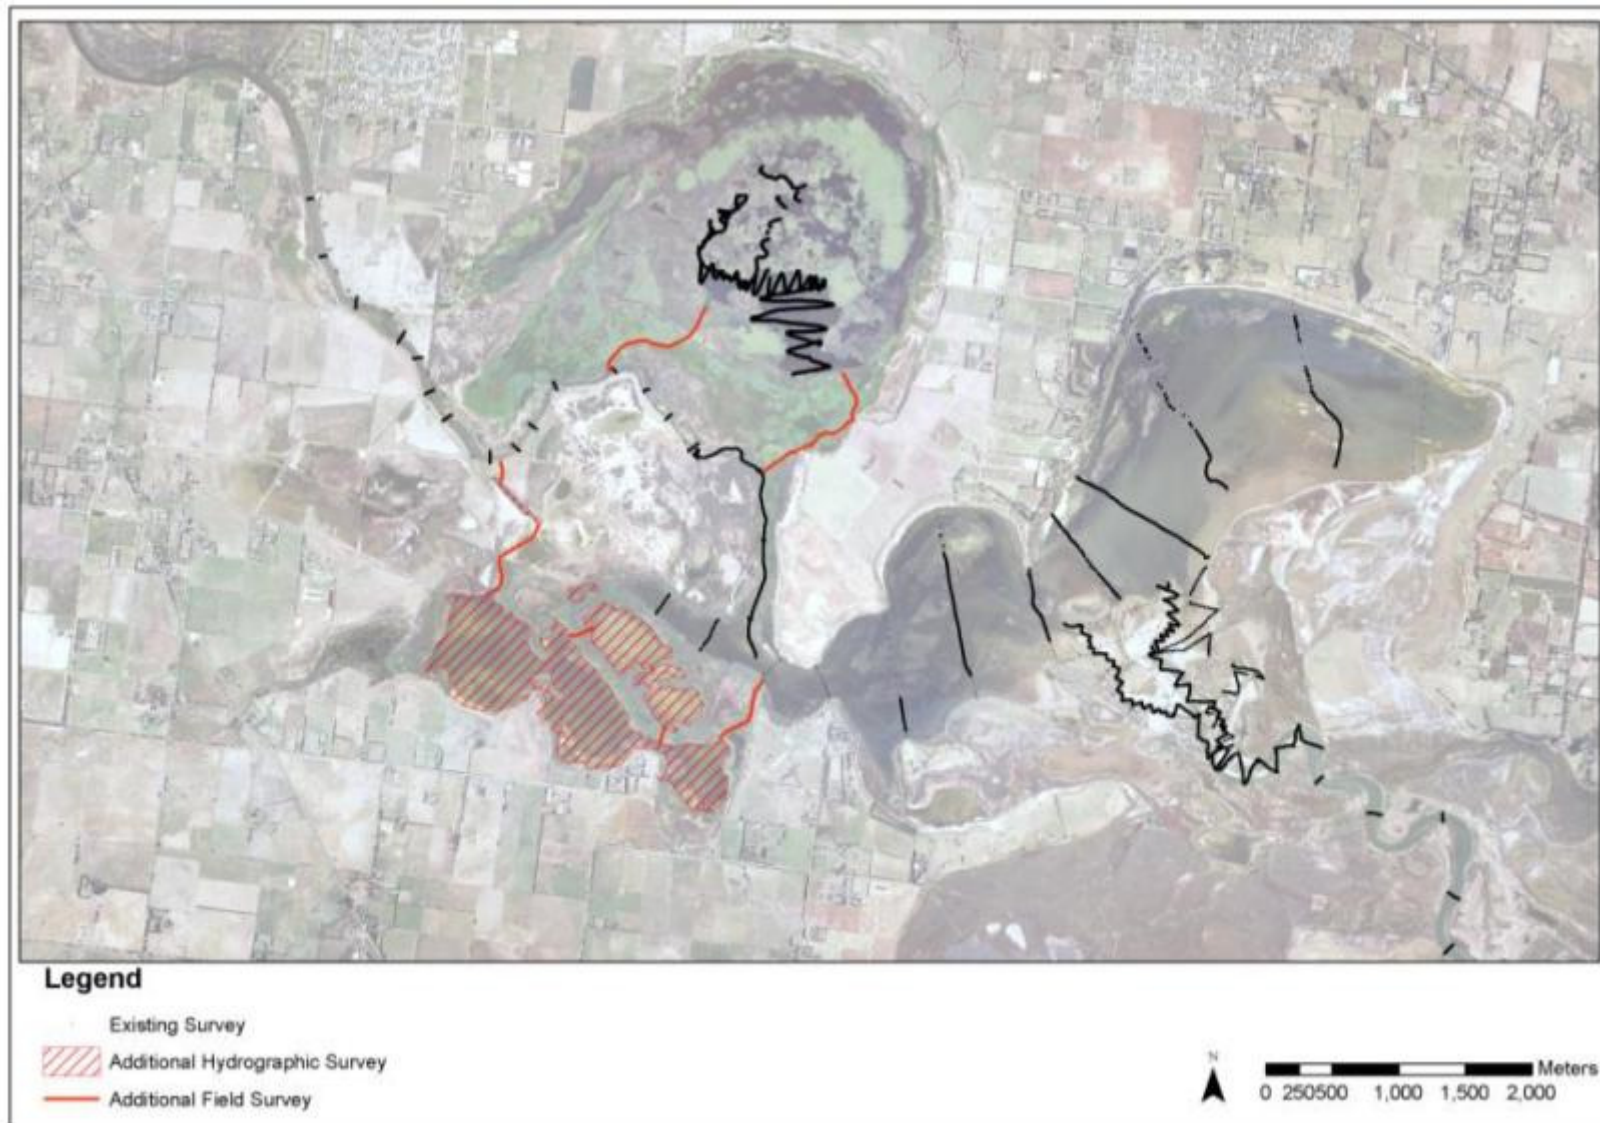 Legend
Existing Survey
Additional Hydrographic Survey
Additional Field Survey
N
Meters
0 250500 1,000 1,500 2,000